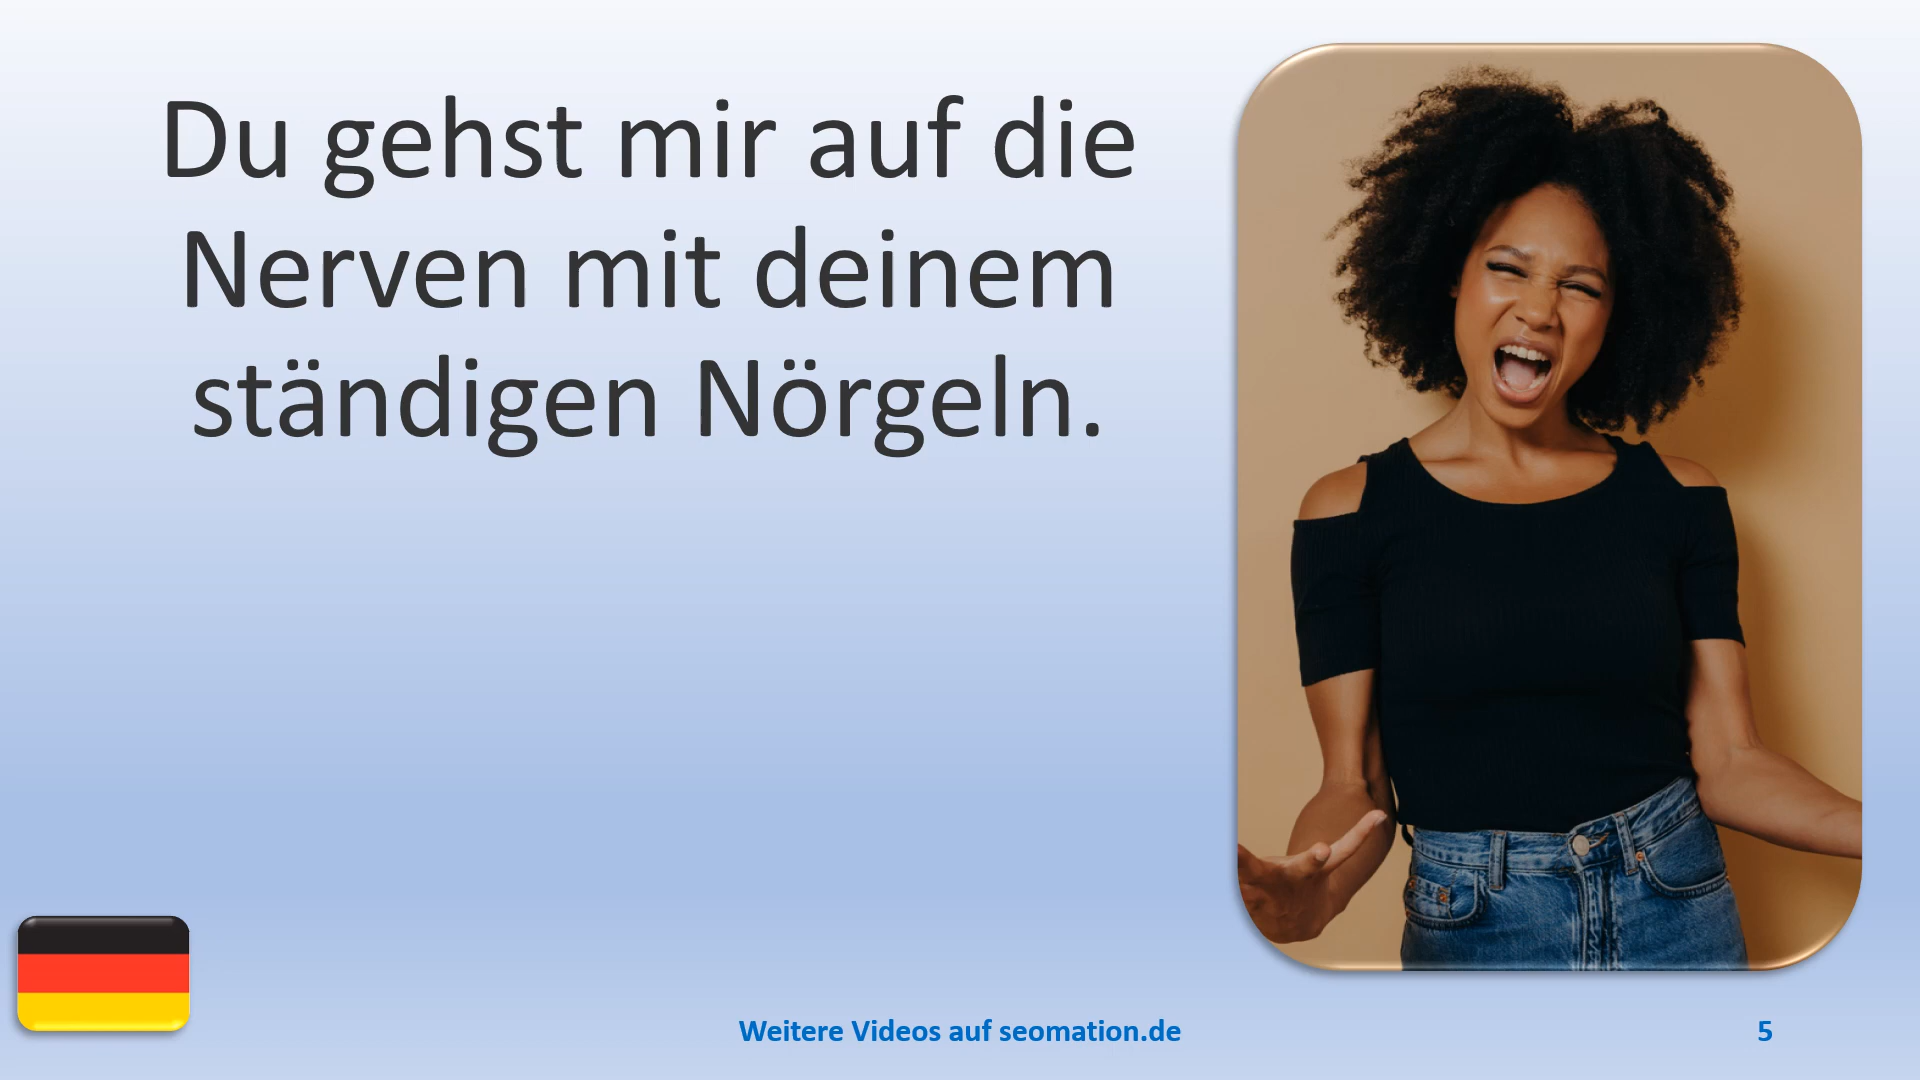 Du gehst mir auf die
Nerven mit deinem
ständigen Nörgeln.
Weitere Videos auf seomation.de
5